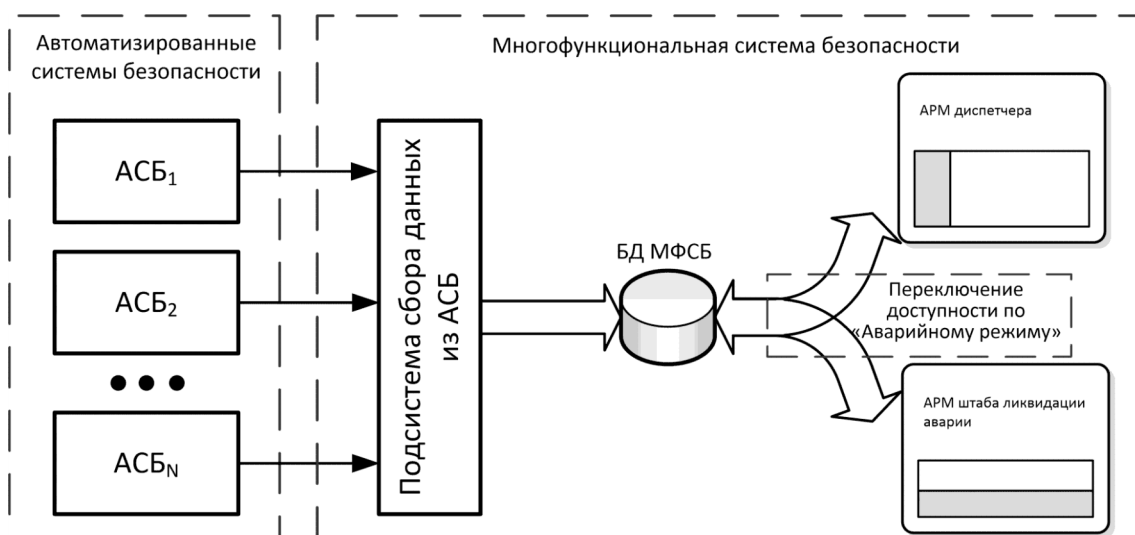 Автоматизированные
системы безопасности
Многофункциональная система безопасности
АСБ₁
АСБ₂
АСБN
Подсистема сбора данных
из АСБ
БД МФСБ
АРМ диспетчера
Переключение
доступности по
«Аварийному режиму»
АРМ штаба ликвидации
аварии